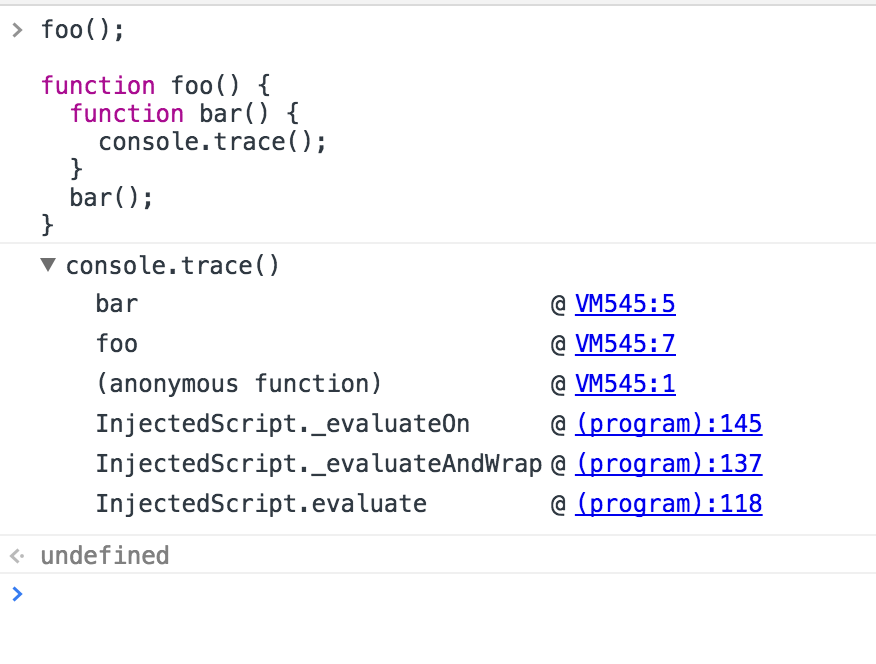 > foo();
function foo() {
  function bar() {
    console.trace();
  }
  bar();
}
▼ console.trace()
bar @ VM545:5
foo @ VM545:7
(anonymous function) @ VM545:1
InjectedScript._evaluateOn @ (program):145
InjectedScript._evaluateAndWrap @ (program):137
InjectedScript.evaluate @ (program):118
undefined
>